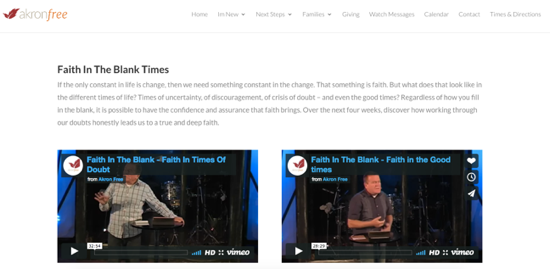 akronfree
Home Im New Next Steps Families Giving Watch Messages Calendar Contact Times & Directions
Faith In The Blank Times
If the only constant in life is change, then we need something constant in the change. That something is faith. But what does that look like in
the different times of life? Times of uncertainty, of discouragement, of crisis of doubt – and even the good times? Regardless of how you fill
in the blank, it is possible to have the confidence and assurance that faith brings. Over the next four weeks, discover how working through
our doubts honestly leads us to a true and deep faith.
Faith In The Blank – Faith In Times Of
Doubt
from Akron Free
32:54
HD vimeo
Faith In The Blank - Faith in the Good
times
from Akron Free
28:29
HD vimeo